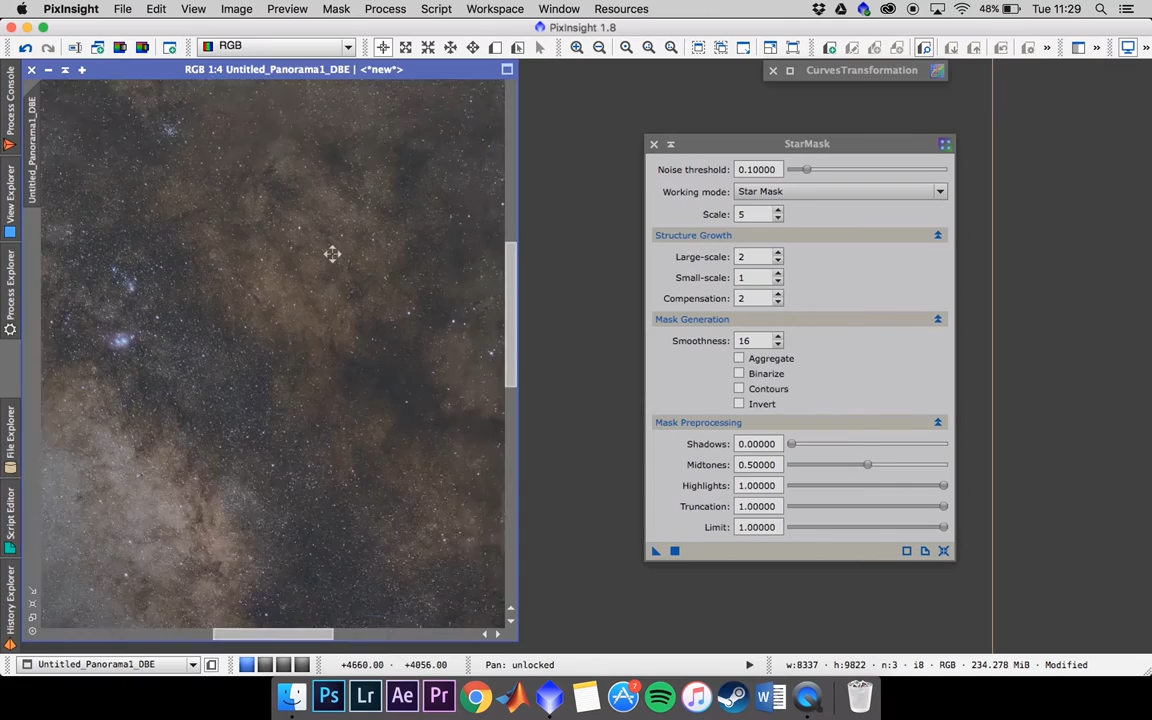 PixInsight File Edit View Image Preview Mask Process Script Workspace Window Resources 48% Tue 11:29
PixInsight 1.8
RGB
RGB 1:4 Untitled_Panorama1_DBE | <*new*>
CurvesTransformation
Process Console
View Explorer
Process Explorer
File Explorer
Script Editor
History Explorer
Untitled_Panorama1_DBE
StarMask
Noise threshold: 0.10000
Working mode: Star Mask
Scale: 5
Structure Growth
Large-scale: 2
Small-scale: 1
Compensation: 2
Mask Generation
Smoothness: 16
Aggregate
Binarize
Contours
Invert
Mask Preprocessing
Shadows: 0.00000
Midtones: 0.50000
Highlights: 1.00000
Truncation: 1.00000
Limit: 1.00000
Untitled_Panorama1_DBE +4660.00 +4056.00 Pan: unlocked w:8337 h:9822 n:3 i8 RGB 234.278 MiB Modified
Ps Lr Ae Pr 7 W